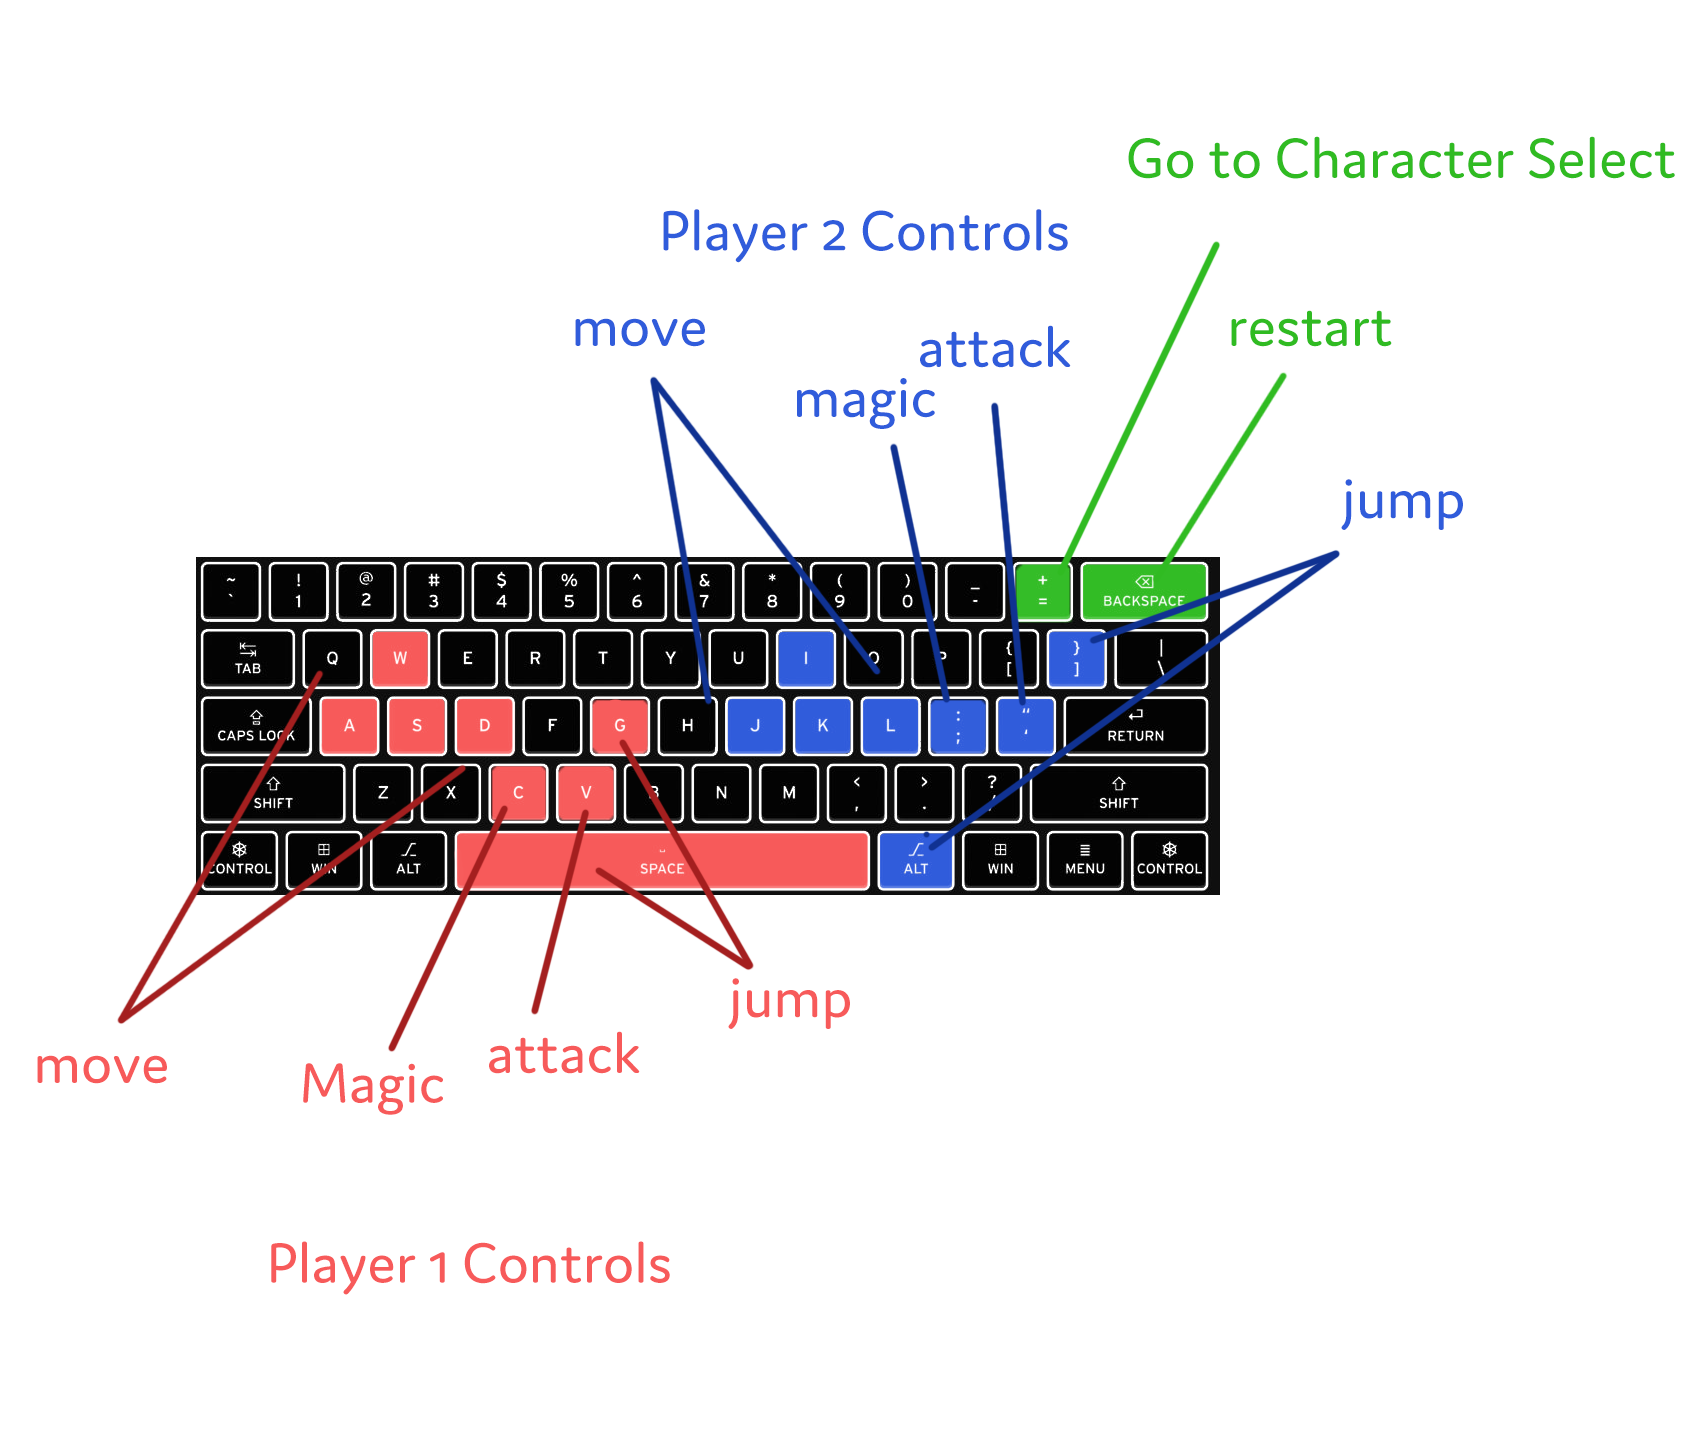 Go to Character Select
Player 2 Controls
move
attack
restart
magic
jump
~ ! @ # $ % ^ & * ( ) _ +
` 1 2 3 4 5 6 7 8 9 0 - = BACKSPACE
TAB Q W E R T Y U I O P { [ } ] | \
CAPS LOCK A S D F G H J K L : ; “ ‘ RETURN
SHIFT Z X C V B N M < , > . ? / SHIFT
CONTROL WIN ALT SPACE ALT WIN MENU CONTROL
jump
attack
move
Magic
Player 1 Controls